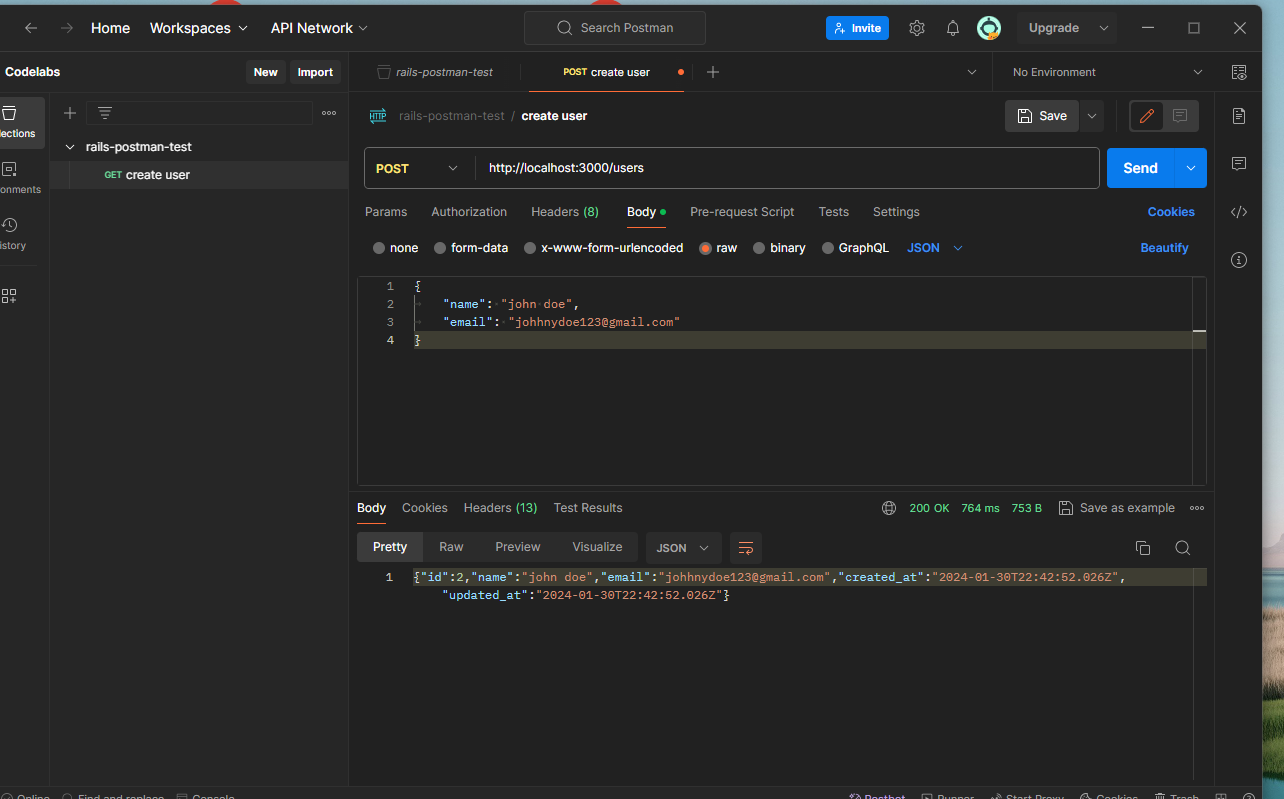 Home Workspaces API Network Search Postman Invite Upgrade
Codelabs New Import
rails-postman-test POST create user No Environment
lections
onments
istory
rails-postman-test
GET create user
HTTP rails-postman-test / create user Save
POST http://localhost:3000/users Send
Params Authorization Headers (8) Body Pre-request Script Tests Settings Cookies
none form-data x-www-form-urlencoded raw binary GraphQL JSON Beautify
1 {
2 "name": "john doe",
3 "email": "johhnydoe123@gmail.com"
4 }
Body Cookies Headers (13) Test Results 200 OK 764 ms 753 B Save as example
Pretty Raw Preview Visualize JSON
1 {"id":2,"name":"john doe","email":"johhnydoe123@gmail.com","created_at":"2024-01-30T22:42:52.026Z",
"updated_at":"2024-01-30T22:42:52.026Z"}
Online Find and replace Console Postbot Runner Start Proxy Cookies Trash